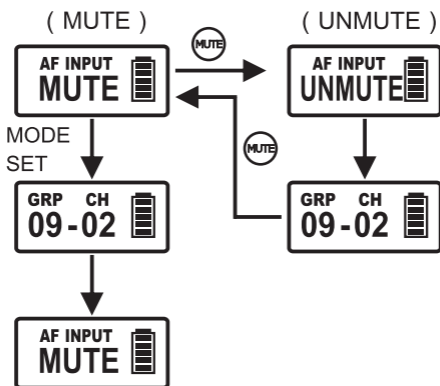 ( MUTE )
( UNMUTE )
MUTE
AF INPUT
MUTE
AF INPUT
UNMUTE
MODE
SET
MUTE
GRP CH
09-02
GRP CH
09-02
AF INPUT
MUTE